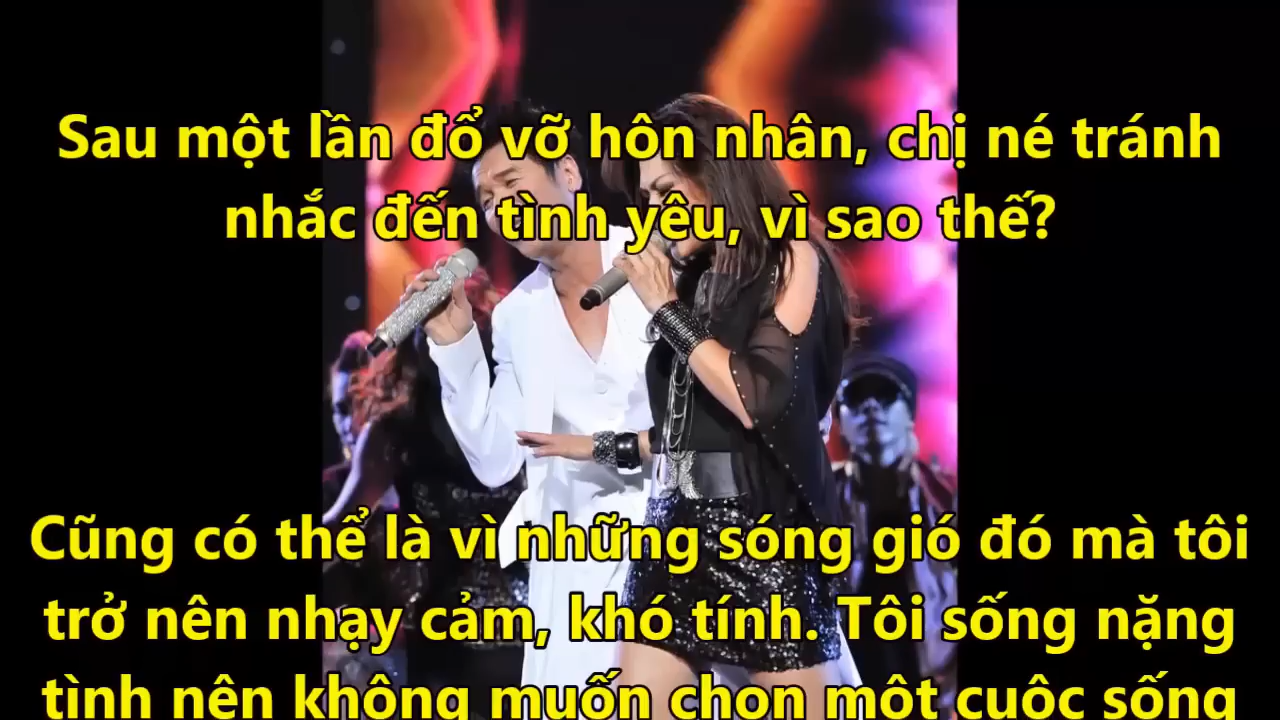 Sau một lần đổ vỡ hôn nhân, chị né tránh
nhắc đến tình yêu, vì sao thế?
Cũng có thể là vì những sóng gió đó mà tôi
trở nên nhạy cảm, khó tính. Tôi sống nặng
tình nên không muốn chọn một cuộc sống